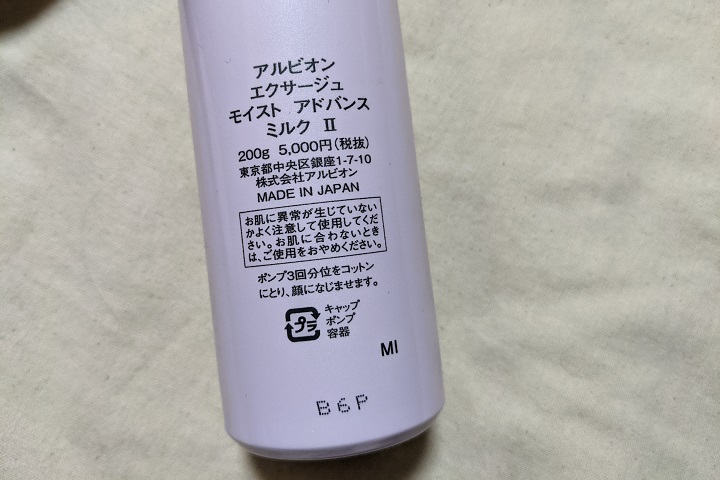 アルビオン
エクサージュ
モイスト アドバンス
ミルク Ⅱ
200g 5,000円(税抜)
東京都中央区銀座1-7-10
株式会社アルビオン
MADE IN JAPAN
お肌に異常が生じていない
かよく注意して使用してくだ
さい。お肌に合わないとき
は、ご使用をおやめください。
ポンプ3回分位をコットン
にとり、顔になじませます。
プラ
キャップ
ポンプ
容器
MI
B6P